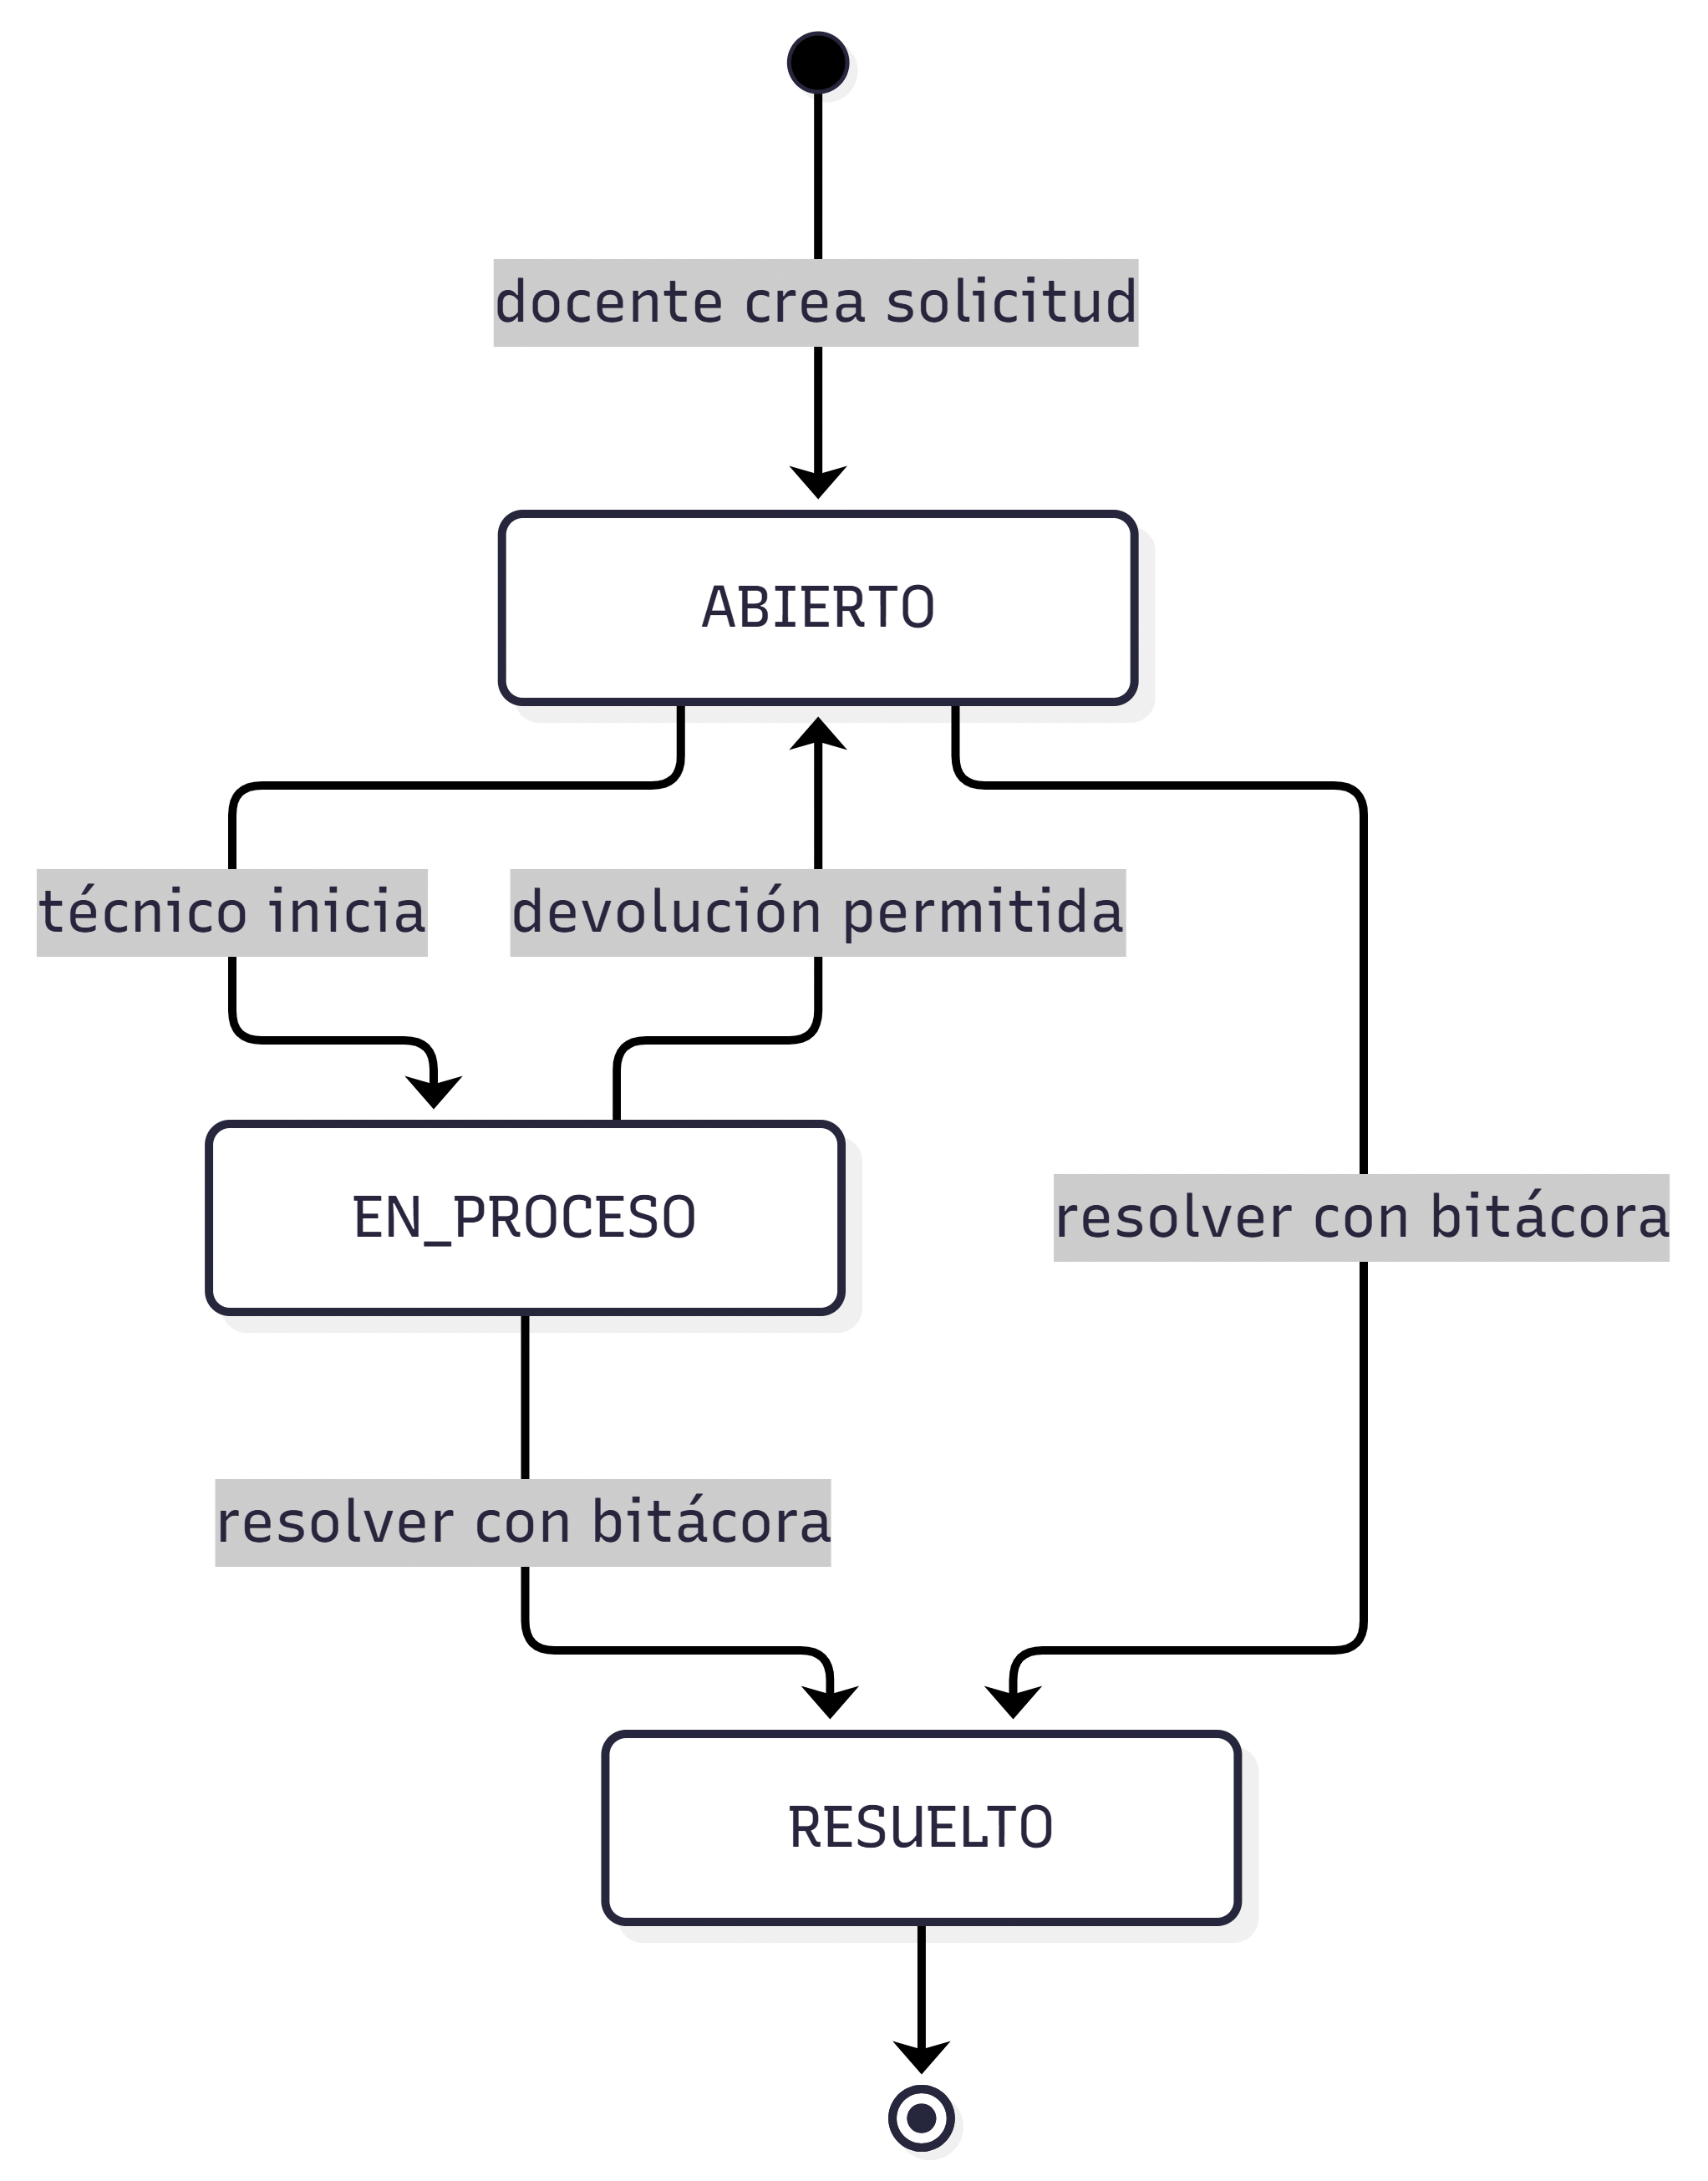 docente crea solicitud
ABIERTO
técnico inicia
devolución permitida
EN_PROCESO
resolver con bitácora
resolver con bitácora
RESUELTO